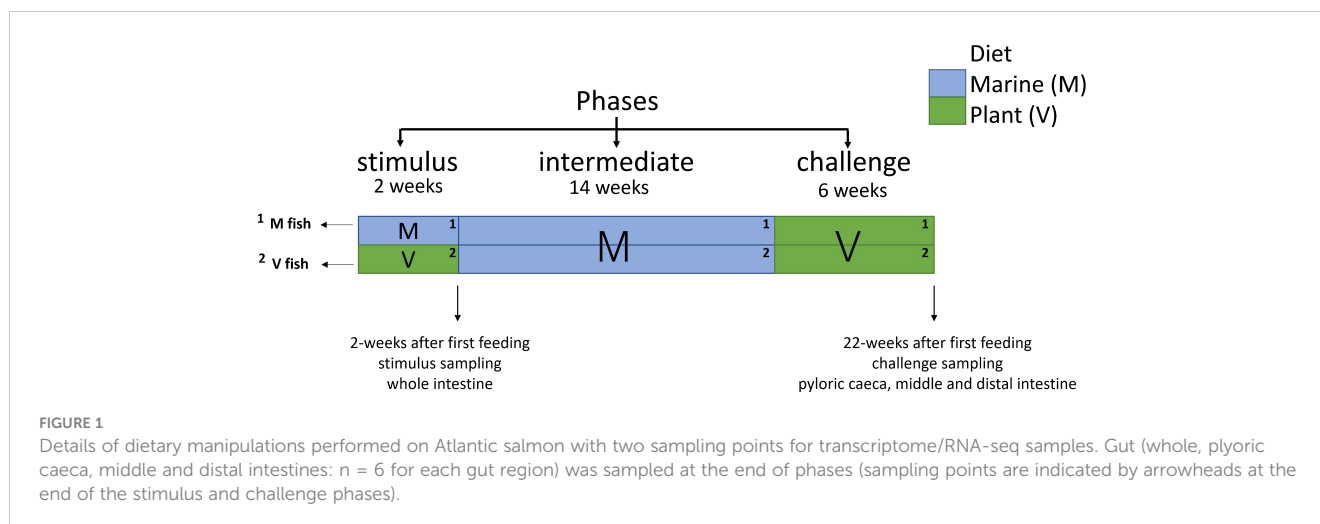 Diet
Marine (M)
Plant (V)
Phases
stimulus
2 weeks
intermediate
14 weeks
challenge
6 weeks
1 M fish
M 1
M
1
V
1
2 V fish
V 2
2
2
2-weeks after first feeding
stimulus sampling
whole intestine
22-weeks after first feeding
challenge sampling
pyloric caeca, middle and distal intestine
FIGURE 1
Details of dietary manipulations performed on Atlantic salmon with two sampling points for transcriptome/RNA-seq samples. Gut (whole, plyoric
caeca, middle and distal intestines: n = 6 for each gut region) was sampled at the end of phases (sampling points are indicated by arrowheads at the
end of the stimulus and challenge phases).